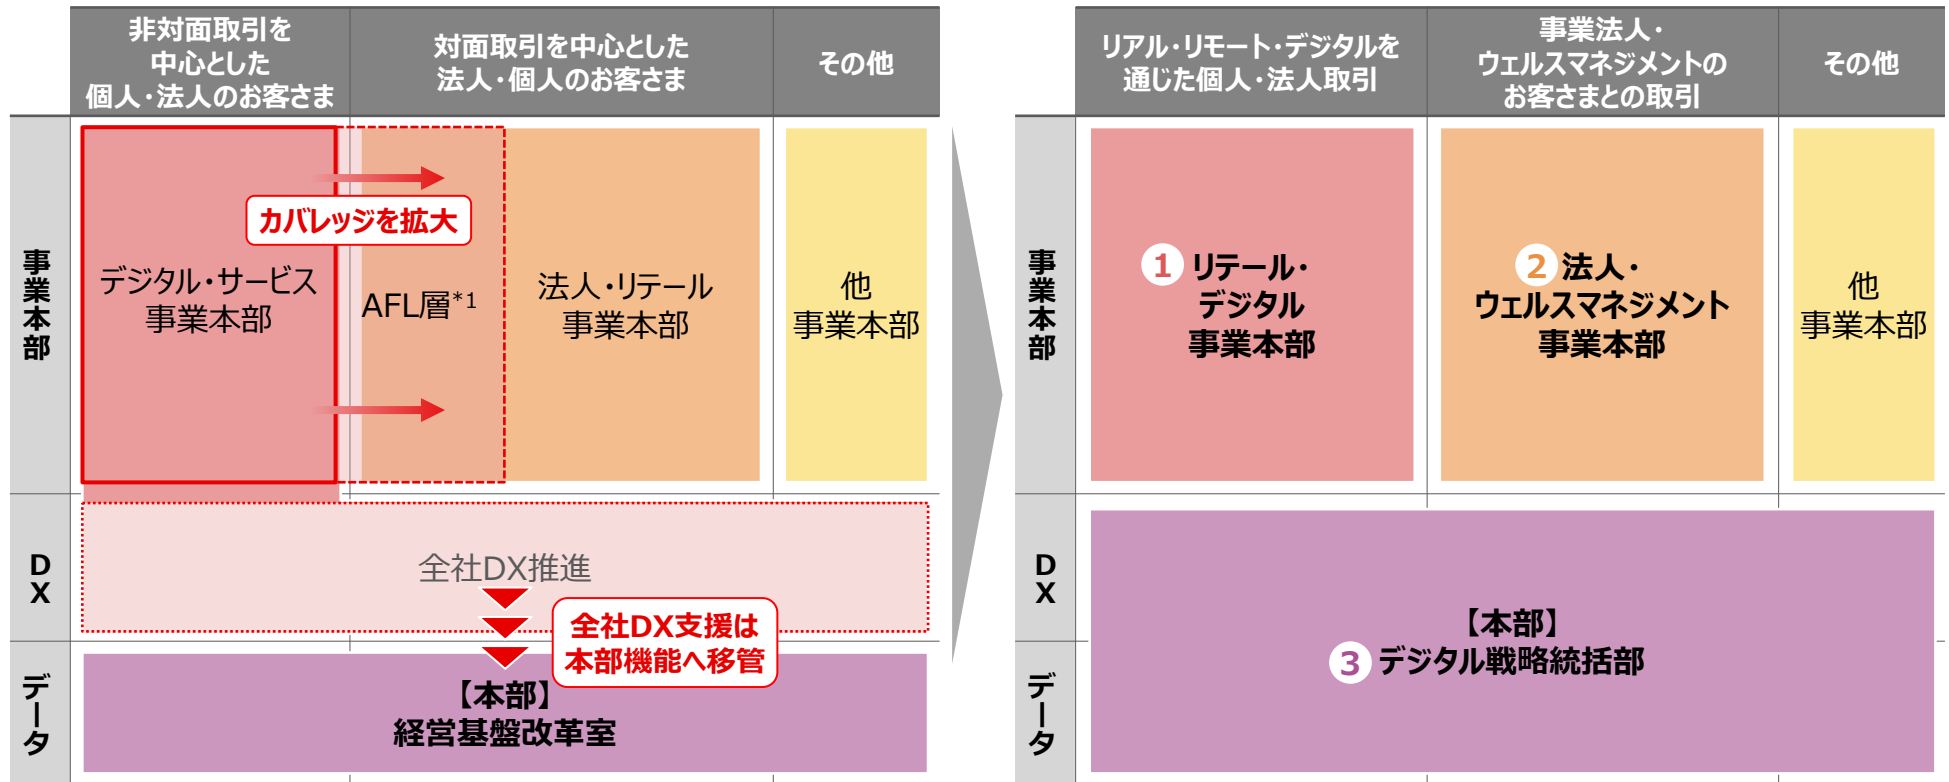 非対面取引を
中心とした
個人・法人のお客さま
対面取引を中心とした
法人・個人のお客さま
その他
事業本部
デジタル・サービス
事業本部
カバレッジを拡大
AFL層*1
法人・リテール
事業本部
他
事業本部
DX
全社DX推進
全社DX支援は
本部機能へ移管
データ
【本部】
経営基盤改革室
リアル・リモート・デジタルを
通じた個人・法人取引
事業法人・
ウェルスマネジメントの
お客さまとの取引
その他
事業本部
1 リテール・
デジタル
事業本部
2 法人・
ウェルスマネジメント
事業本部
他
事業本部
DX
データ
【本部】
3 デジタル戦略統括部